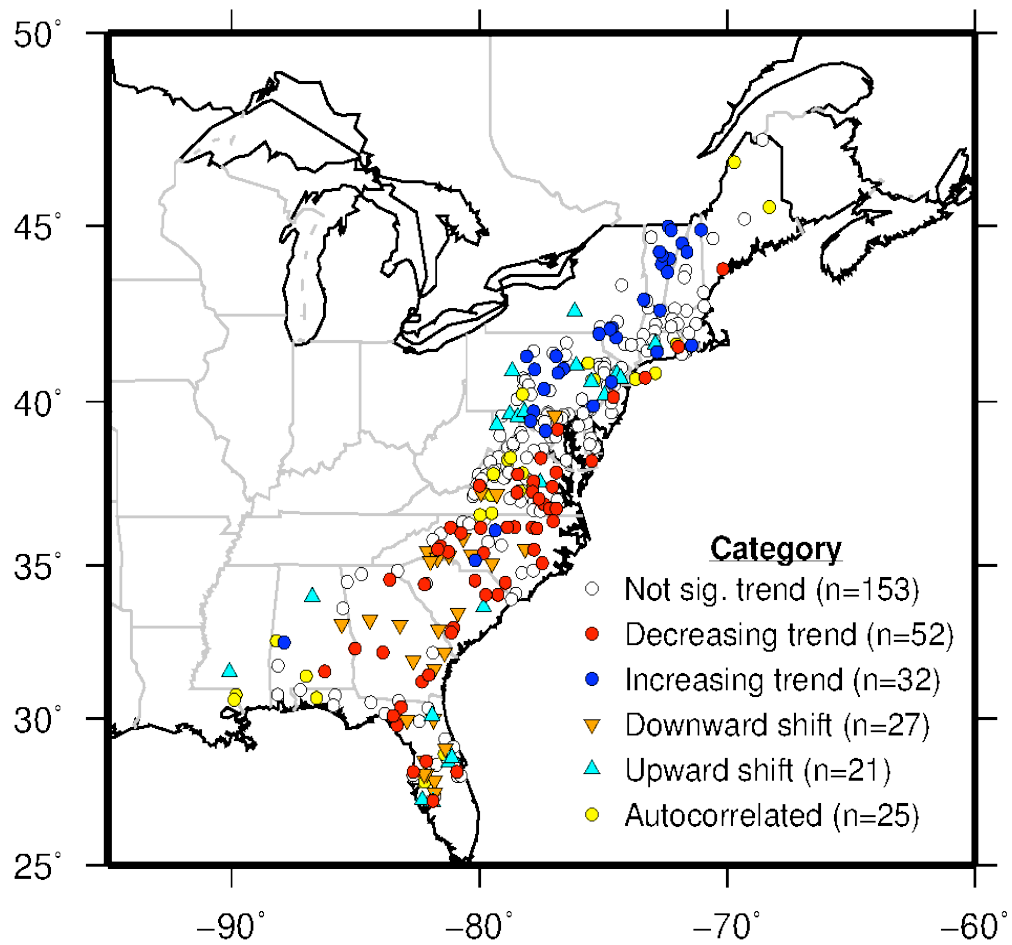 50°
45°
40°
35°
30°
25°
Category
Not sig. trend (n=153)
Decreasing trend (n=52)
Increasing trend (n=32)
Downward shift (n=27)
Upward shift (n=21)
Autocorrelated (n=25)
−90° −80° −70° −60°